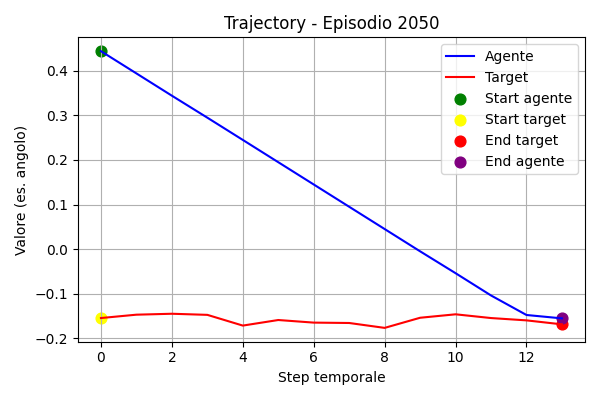 Trajectory - Episodio 2050
Valore (es. angolo)
0.4
0.3
0.2
0.1
0.0
−0.1
−0.2
Agente
Target
Start agente
Start target
End target
End agente
0 2 4 6 8 10 12
Step temporale